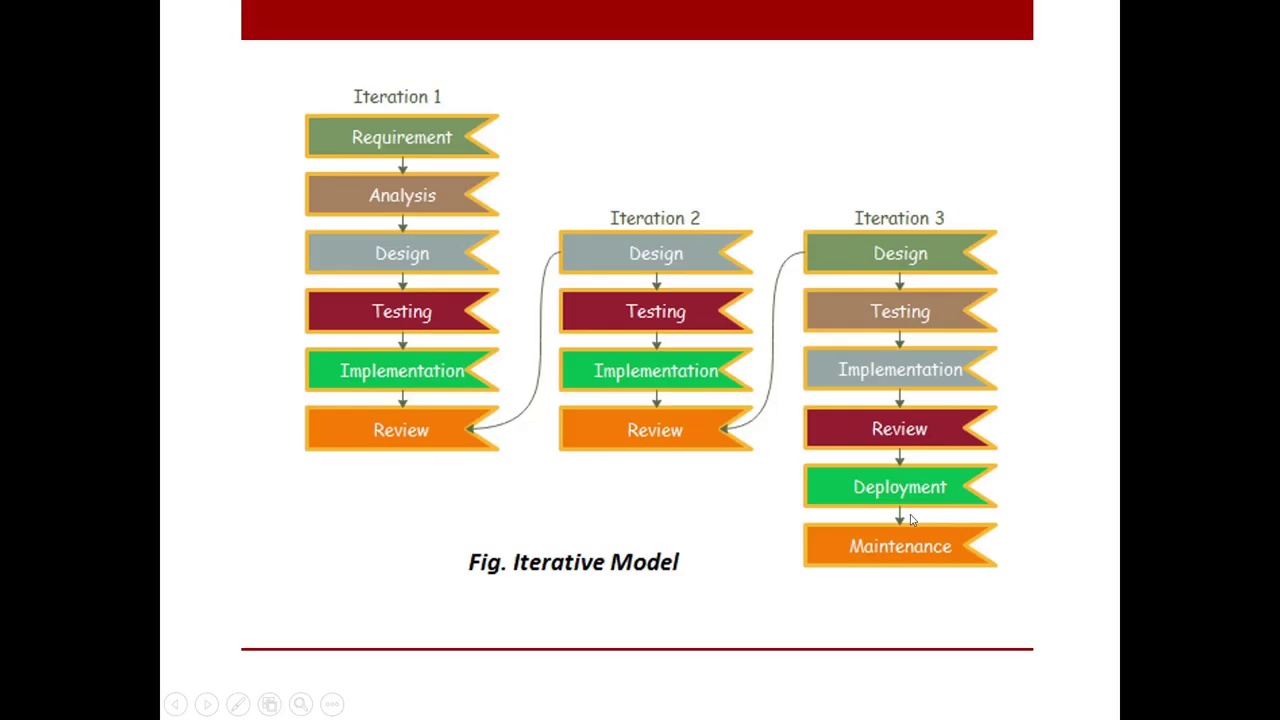 Iteration 1
Requirement
Analysis
Design
Testing
Implementation
Review
Iteration 2
Design
Testing
Implementation
Review
Iteration 3
Design
Testing
Implementation
Review
Deployment
Maintenance
Fig. Iterative Model